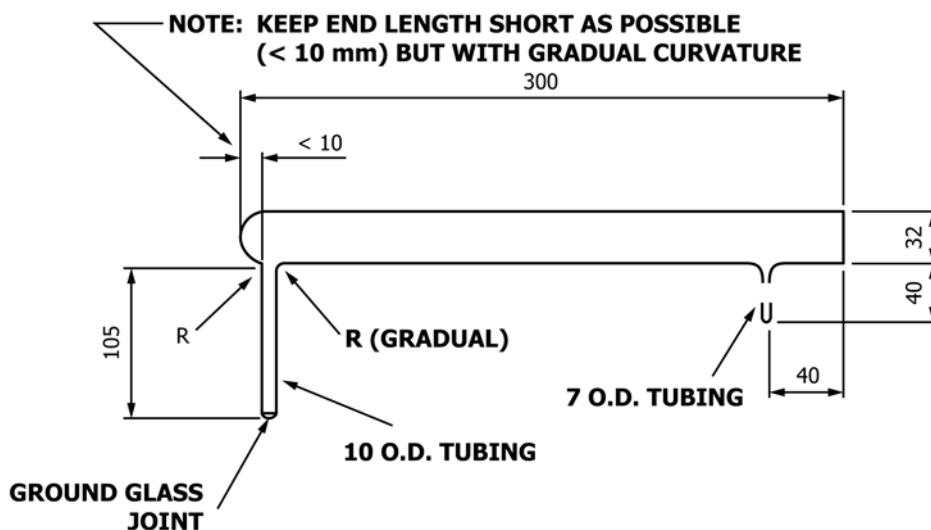 NOTE: KEEP END LENGTH SHORT AS POSSIBLE
(< 10 mm) BUT WITH GRADUAL CURVATURE
300
< 10
32
40
105
R
R (GRADUAL)
7 O.D. TUBING
40
10 O.D. TUBING
GROUND GLASS
JOINT